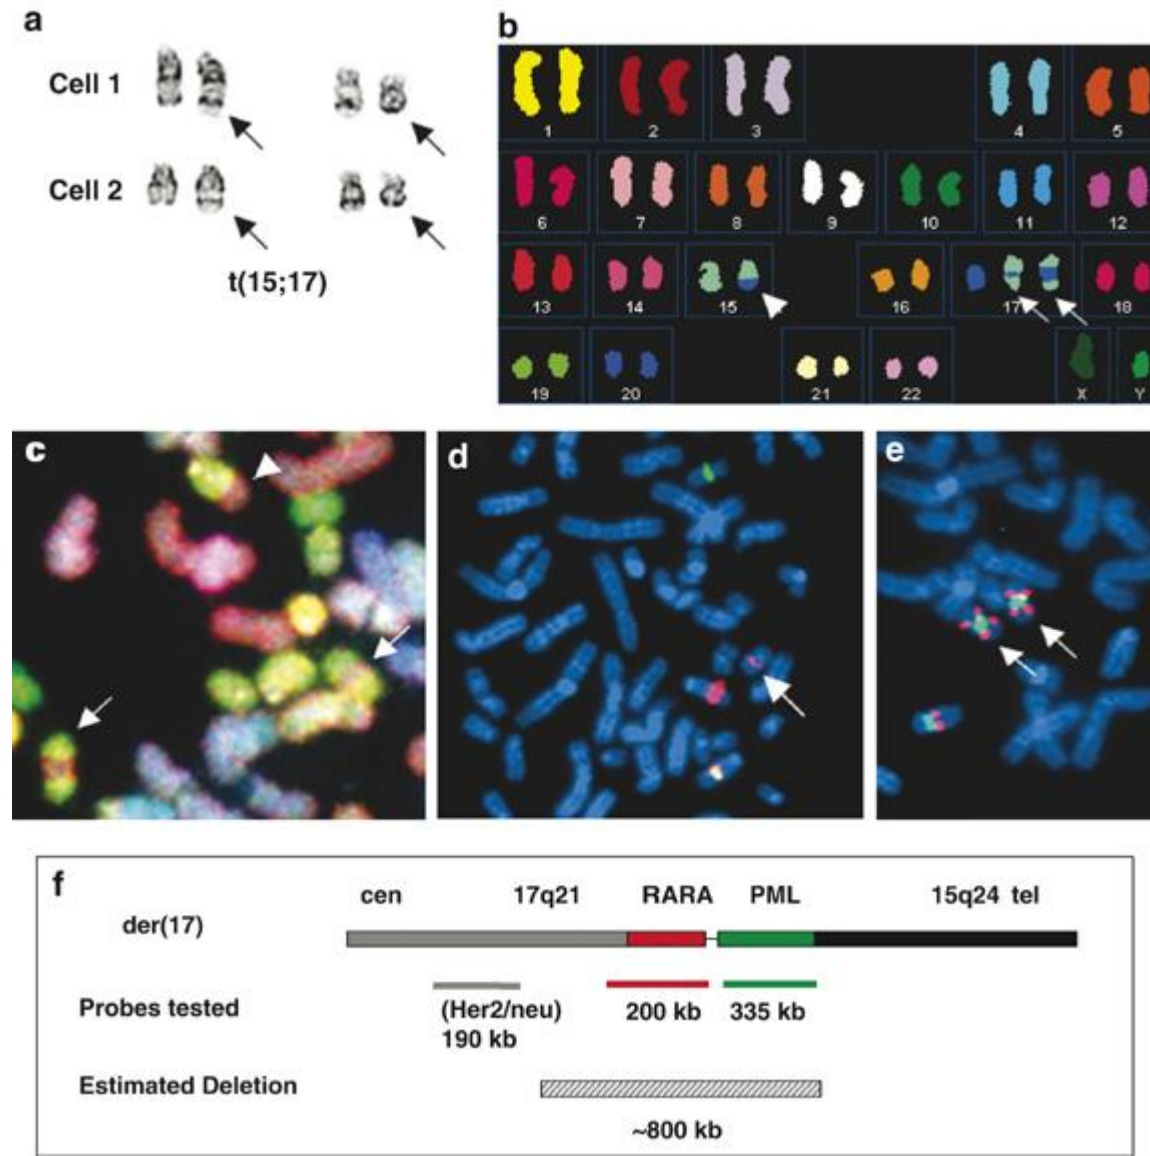 a
Cell 1
Cell 2
t(15;17)
b
1 2 3 4 5
6 7 8 9 10 11 12
13 14 15 16 17 18
19 20 21 22 X Y
c
d
e
f
cen 17q21 RARA PML 15q24 tel
der(17)
Probes tested
(Her2/neu) 200 kb 335 kb
190 kb
Estimated Deletion
~800 kb